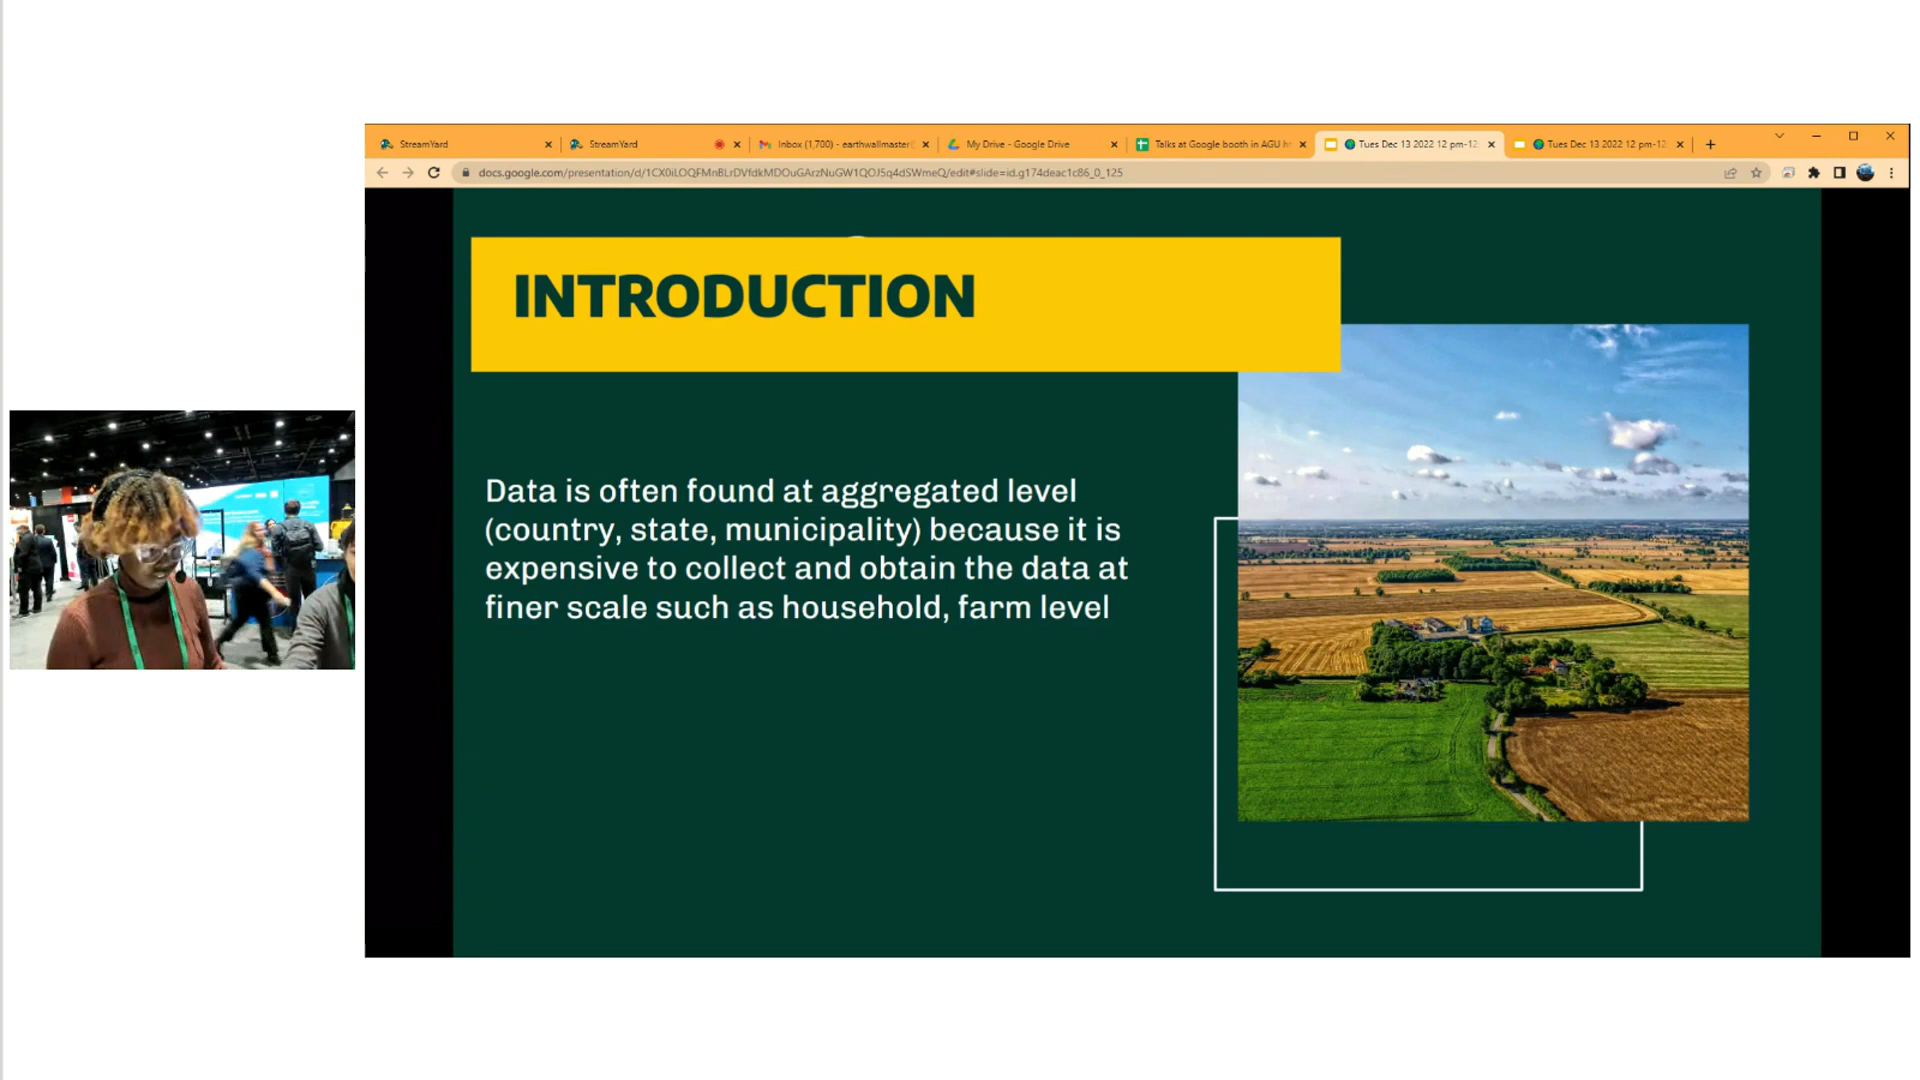 StreamYard
StreamYard
Inbox (1,700) - earthwallmaster
My Drive - Google Drive
Talks at Google booth in AGU
Tues Dec 13 2022 12 pm-12
Tues Dec 13 2022 12 pm-12
docs.google.com/presentation/d/1CX0iLOQFMnBLrDVfdkMDOuGArzNuGW1QOJ5q4dSWmeQ/edit#slide=id.g174deac1c86_0_125
INTRODUCTION
Data is often found at aggregated level
(country, state, municipality) because it is
expensive to collect and obtain the data at
finer scale such as household, farm level